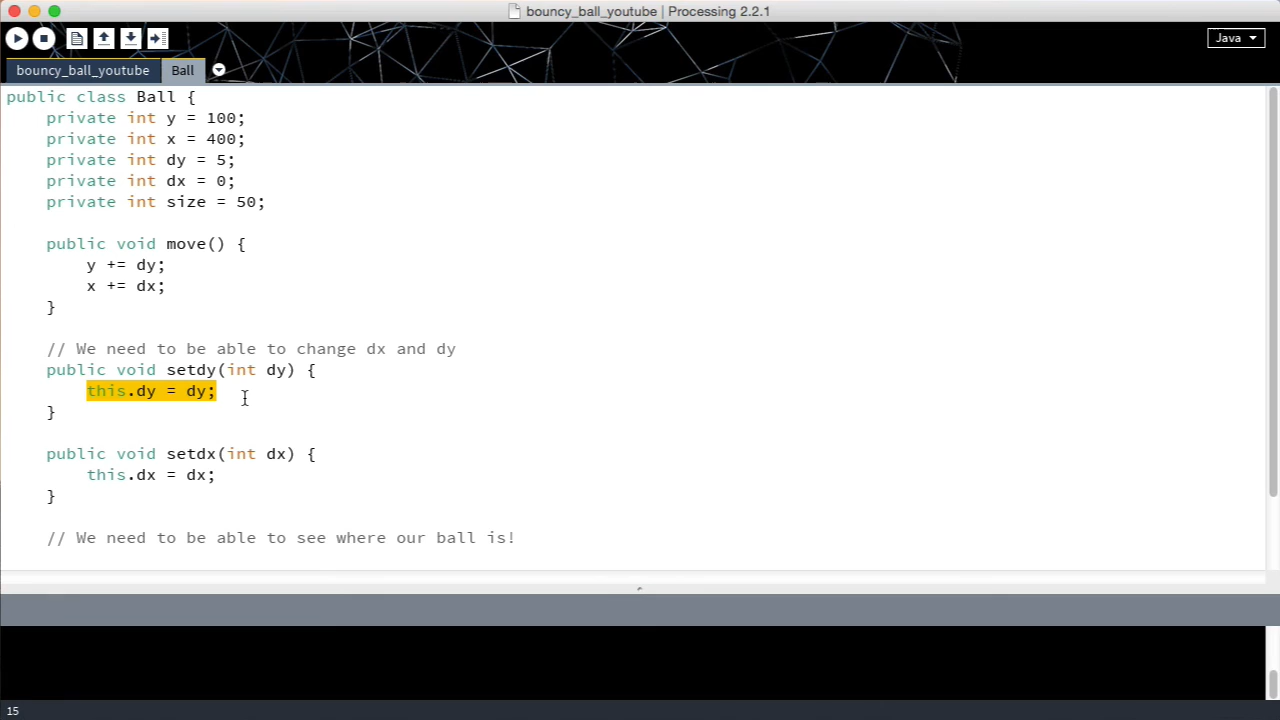 bouncy_ball_youtube | Processing 2.2.1
Java
bouncy_ball_youtube Ball
public class Ball {
private int y = 100;
private int x = 400;
private int dy = 5;
private int dx = 0;
private int size = 50;
public void move() {
y += dy;
x += dx;
}
// We need to be able to change dx and dy
public void setdy(int dy) {
this.dy = dy;
}
public void setdx(int dx) {
this.dx = dx;
}
// We need to be able to see where our ball is!
15